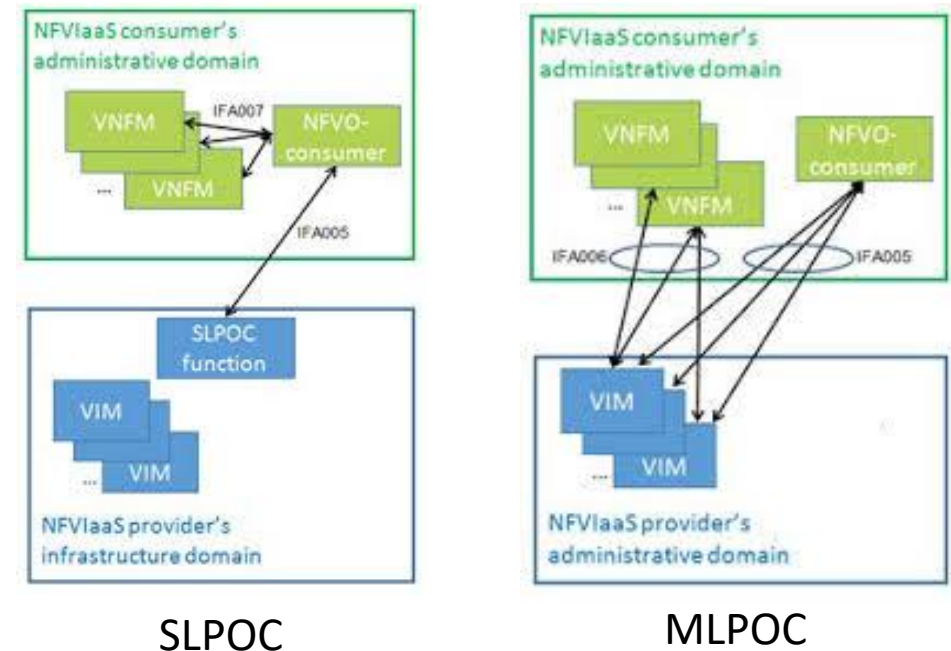 NFVIaaS consumer's
administrative domain
VNFM
IFA007
NFVO-
consumer
... VNFM
IFA005
SLPOC
function
VIM
... VIM
NFVIaaS provider's
infrastructure domain
SLPOC
NFVIaaS consumer's
administrative domain
VNFM
NFVO-
consumer
... VNFM
IFA006
IFA005
VIM
... VIM
NFVIaaS provider's
administrative domain
MLPOC